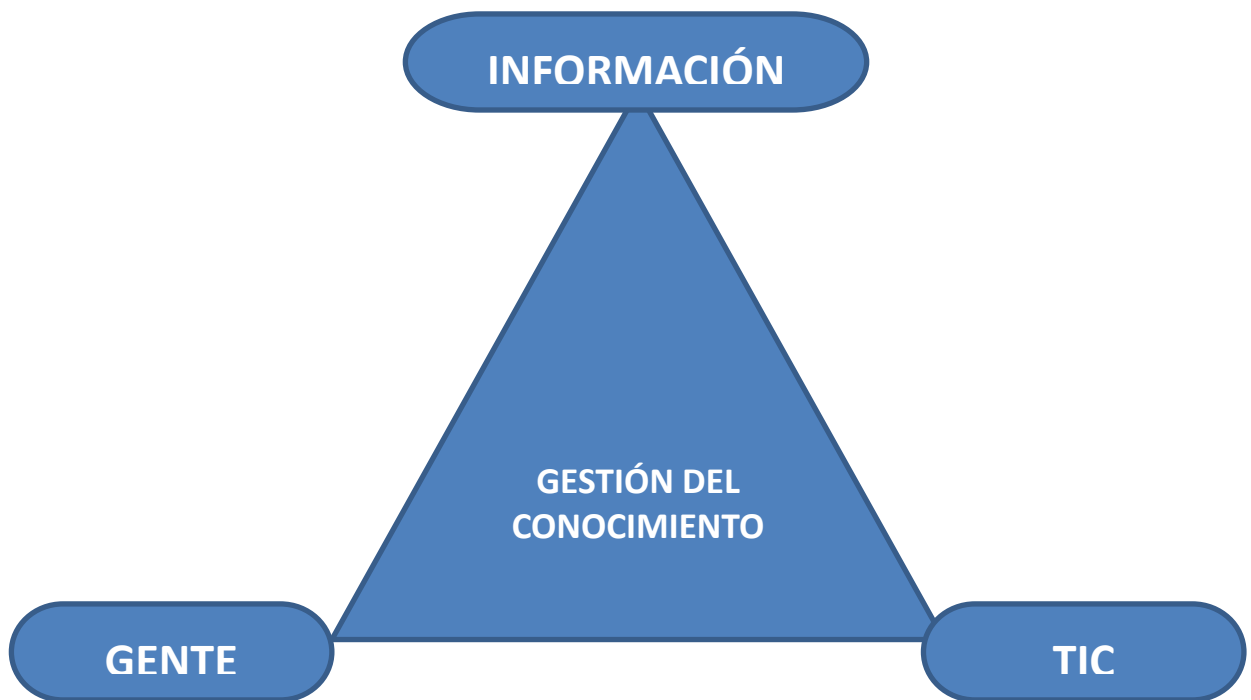 INFORMACIÓN
GESTIÓN DEL
CONOCIMIENTO
GENTE
TIC